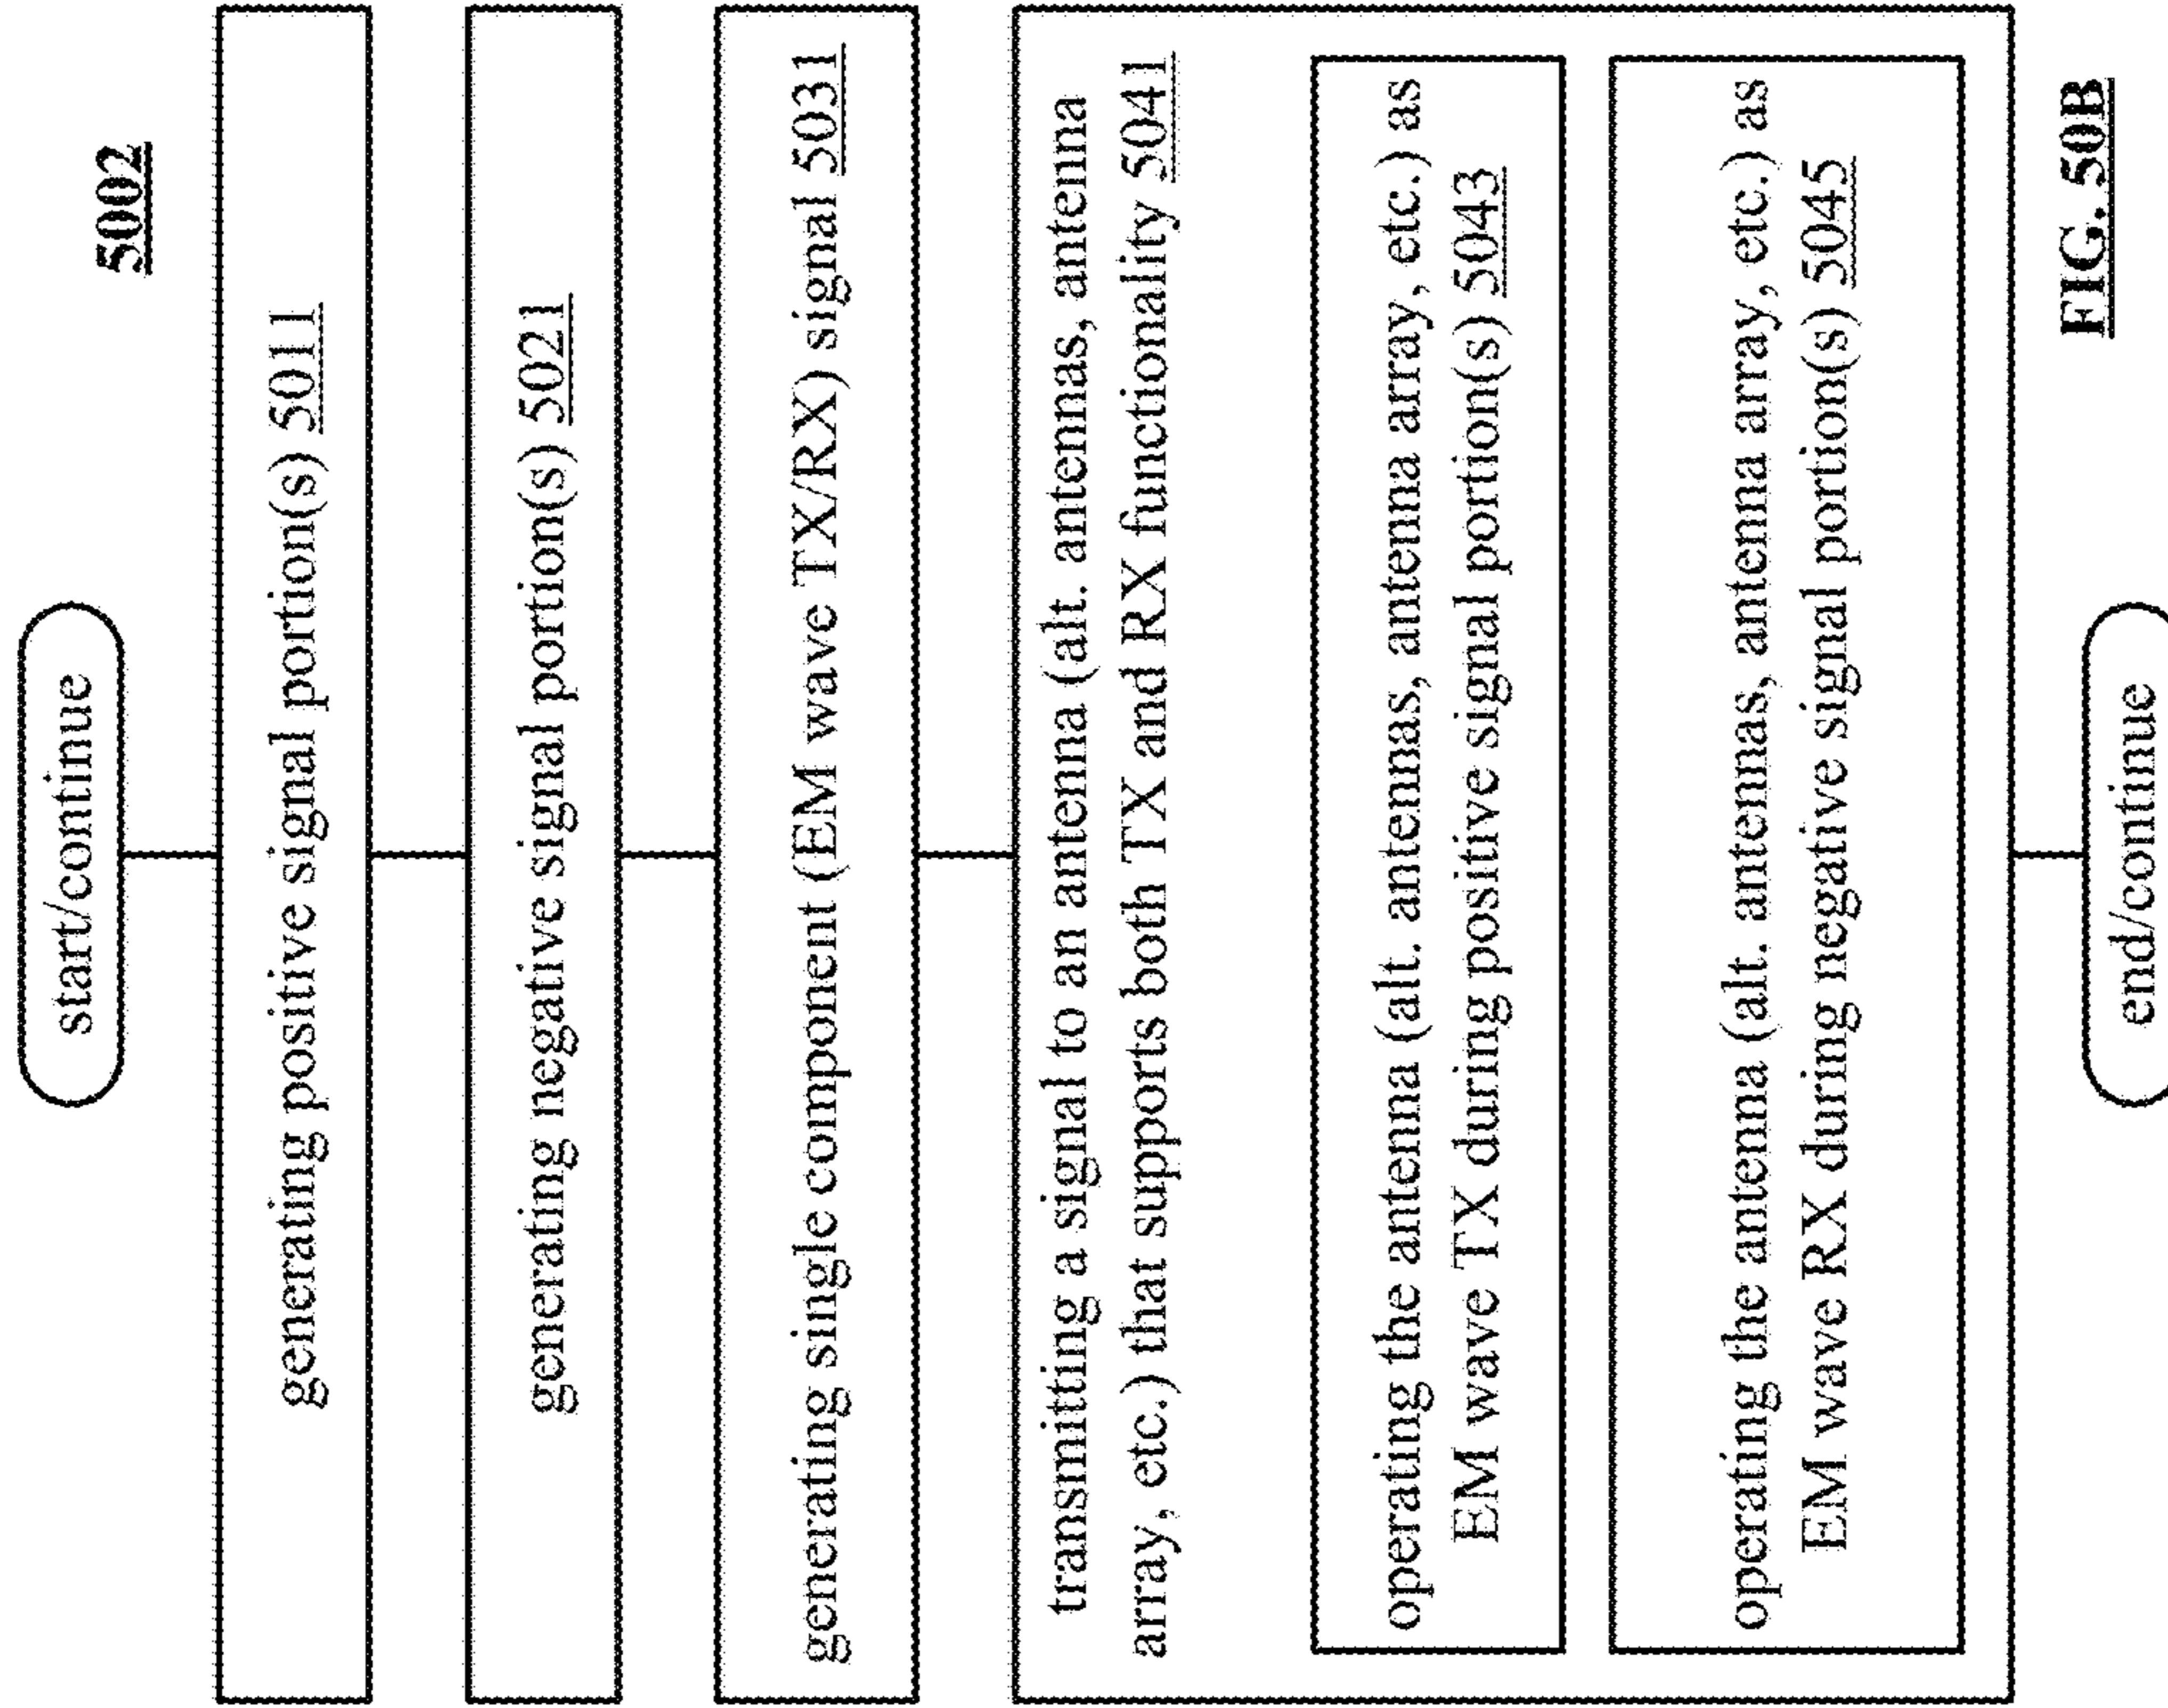 5002
start/continue
generating positive signal portion(s) 5011
generating negative signal portion(s) 5021
generating single component (EM wave TX/RX) signal 5031
transmitting a signal to an antenna (alt. antennas, antenna
array, etc.) that supports both TX and RX functionality 5041
operating the antenna (alt. antennas, antenna array, etc.) as
EM wave TX during positive signal portion(s) 5043
operating the antenna (alt. antennas, antenna array, etc.) as
EM wave RX during negative signal portion(s) 5045
end/continue
FIG. 50B